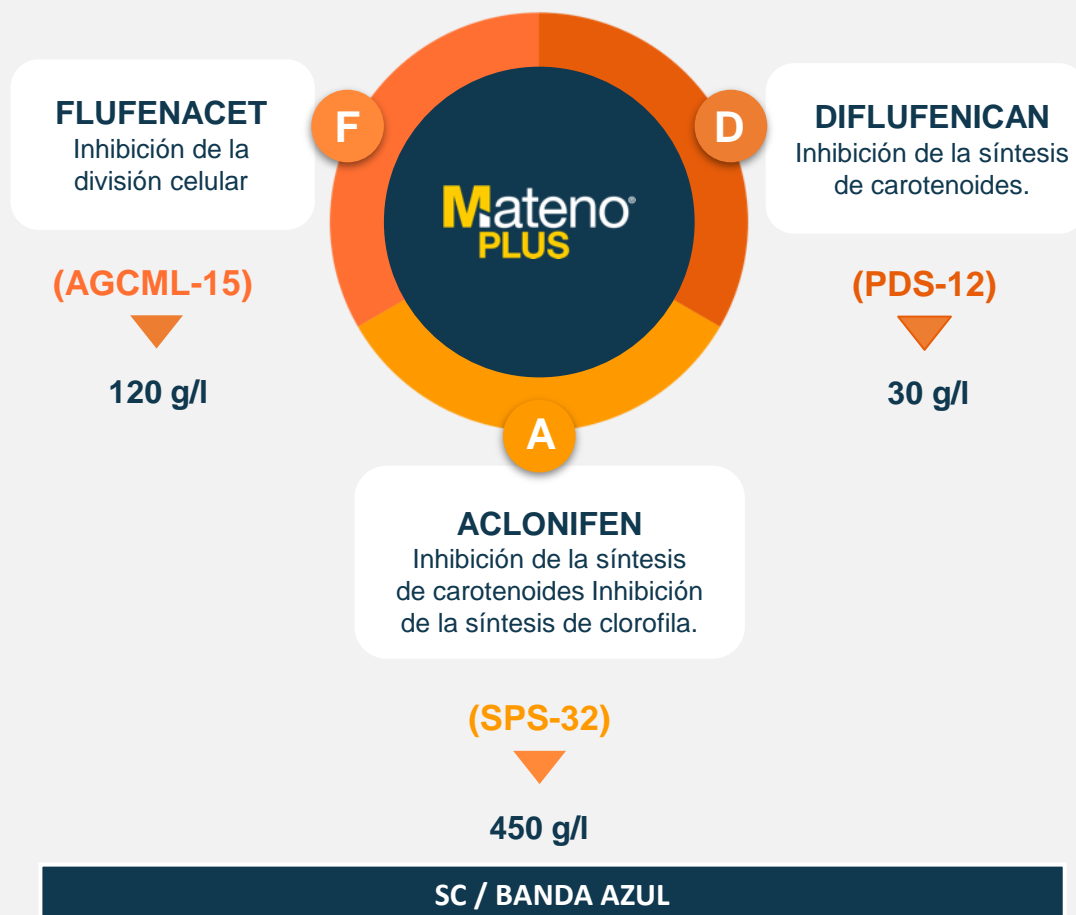 FLUFENACET
Inhibición de la
división celular
(AGCML-15)
120 g/l
F
Mateno®
PLUS
D
DIFLUFENICAN
Inhibición de la síntesis
de carotenoides.
(PDS-12)
30 g/l
A
ACLONIFEN
Inhibición de la síntesis
de carotenoides Inhibición
de la síntesis de clorofila.
(SPS-32)
450 g/l
SC / BANDA AZUL